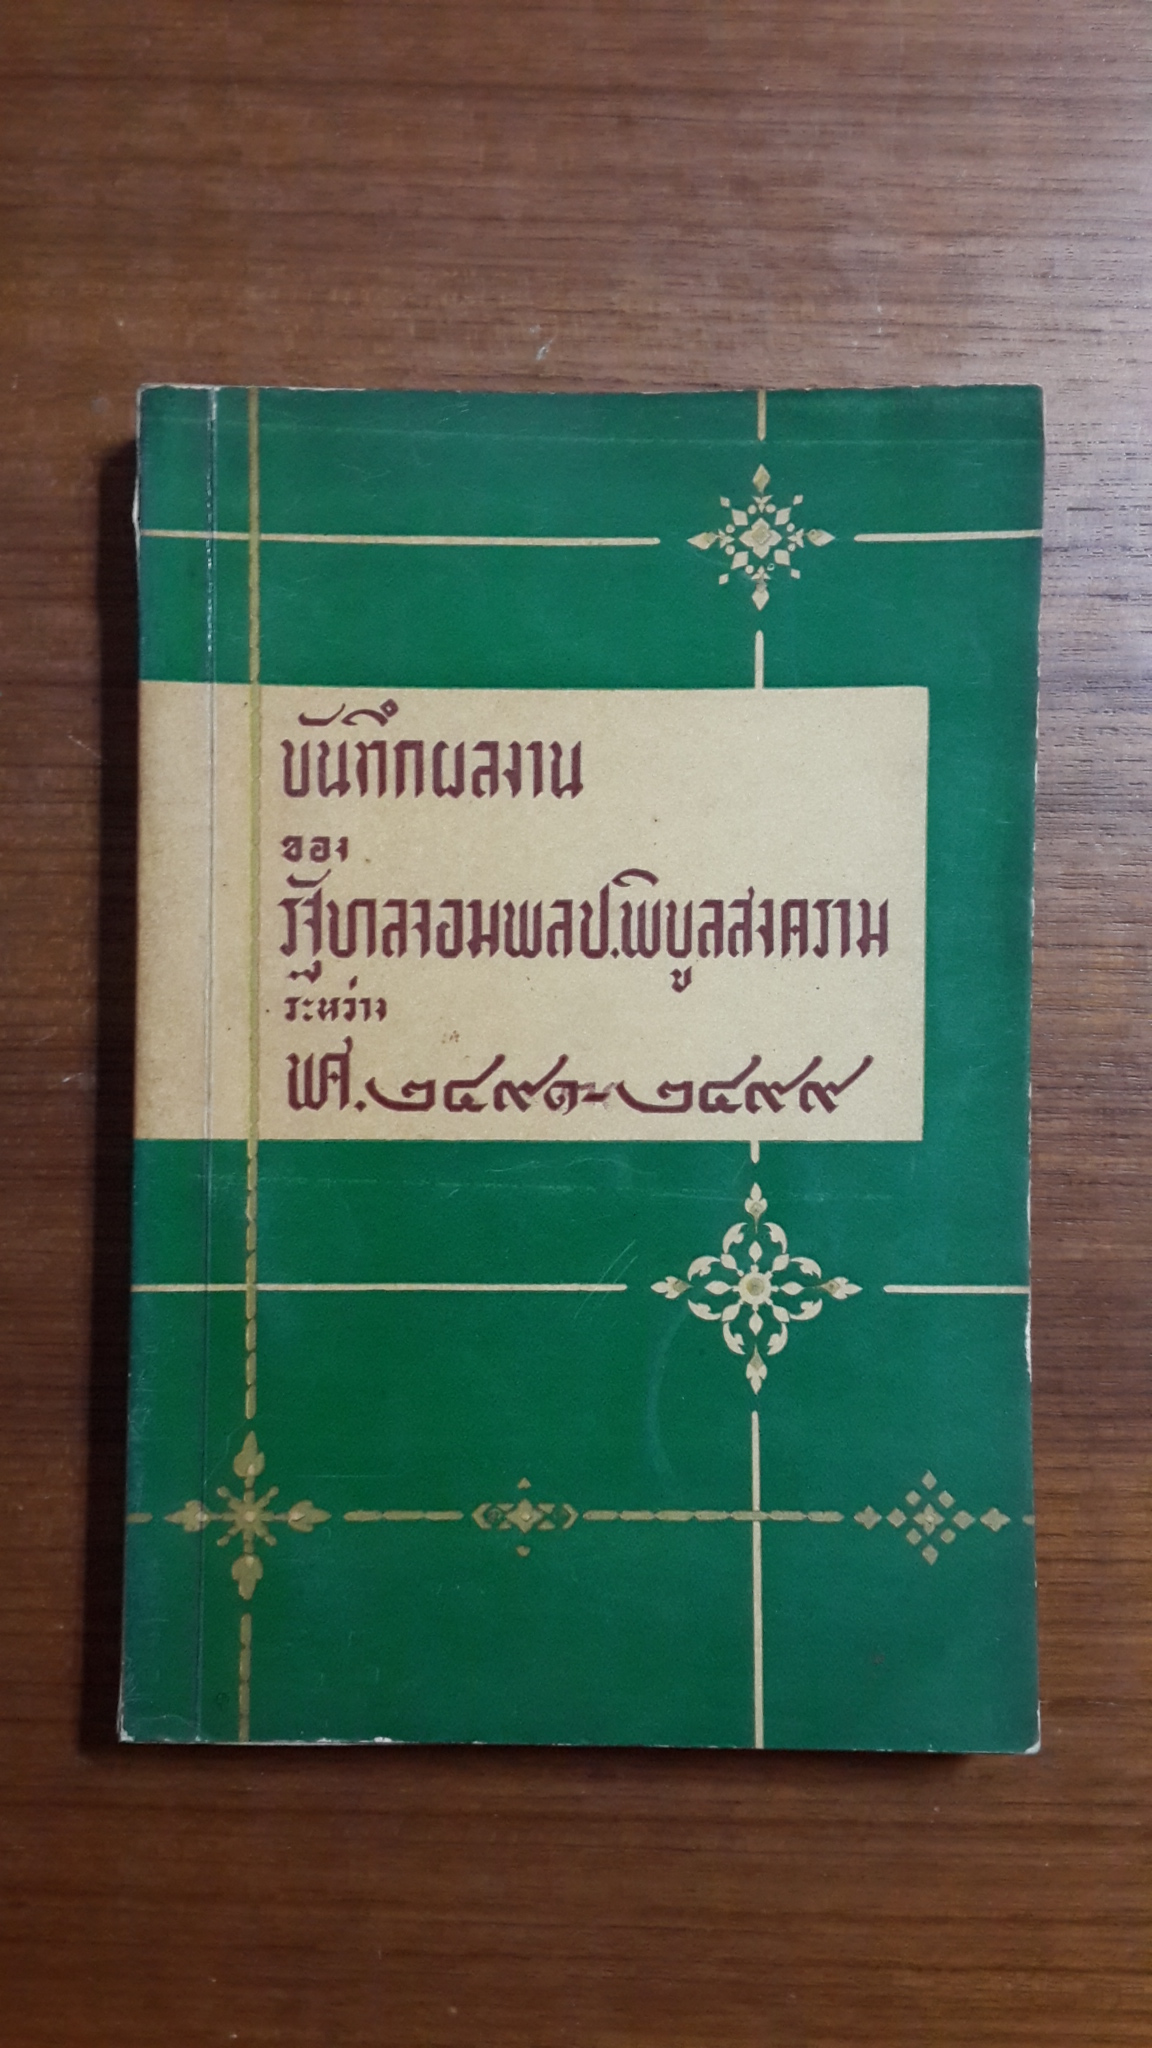 บันทึกผลงาน
ของ
รัฐบาลจอมพลป.พิบูลสงคราม
ระหว่าง
พศ.๒๔๙๑-๒๔๙๙